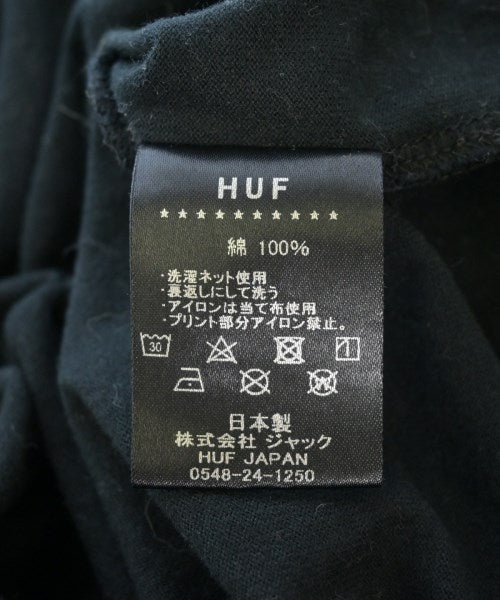 HUF
★★★★★★★★★★
綿 100%
・洗濯ネット使用
・裏返しにして洗う
・アイロンは当て布使用
・プリント部分アイロン禁止。
30
日本製
株式会社 ジャック
HUF JAPAN
0548-24-1250